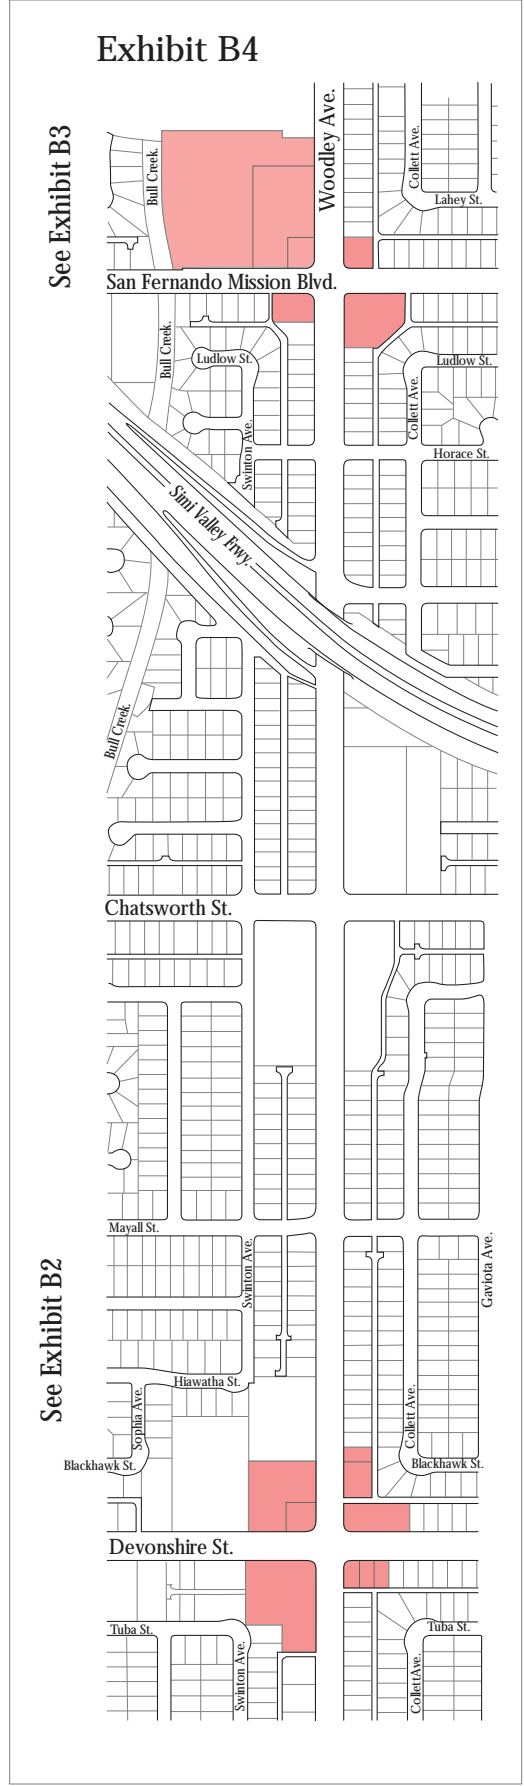 Exhibit B4
See Exhibit B3
Woodley Ave.
Bull Creek.
Collett Ave.
Lahey St.
San Fernando Mission Blvd.
Bull Creek.
Ludlow St.
Ludlow St.
Collett Ave.
Swinton Ave.
Horace St.
Simi Valley Frwy.
Bull Creek.
Chatsworth St.
Mayall St.
See Exhibit B2
Swinton Ave.
Gaviota Ave.
Hiawatha St.
Sophia Ave.
Collett Ave.
Blackhawk St.
Blackhawk St.
Devonshire St.
Tuba St.
Tuba St.
Swinton Ave.
Collett Ave.